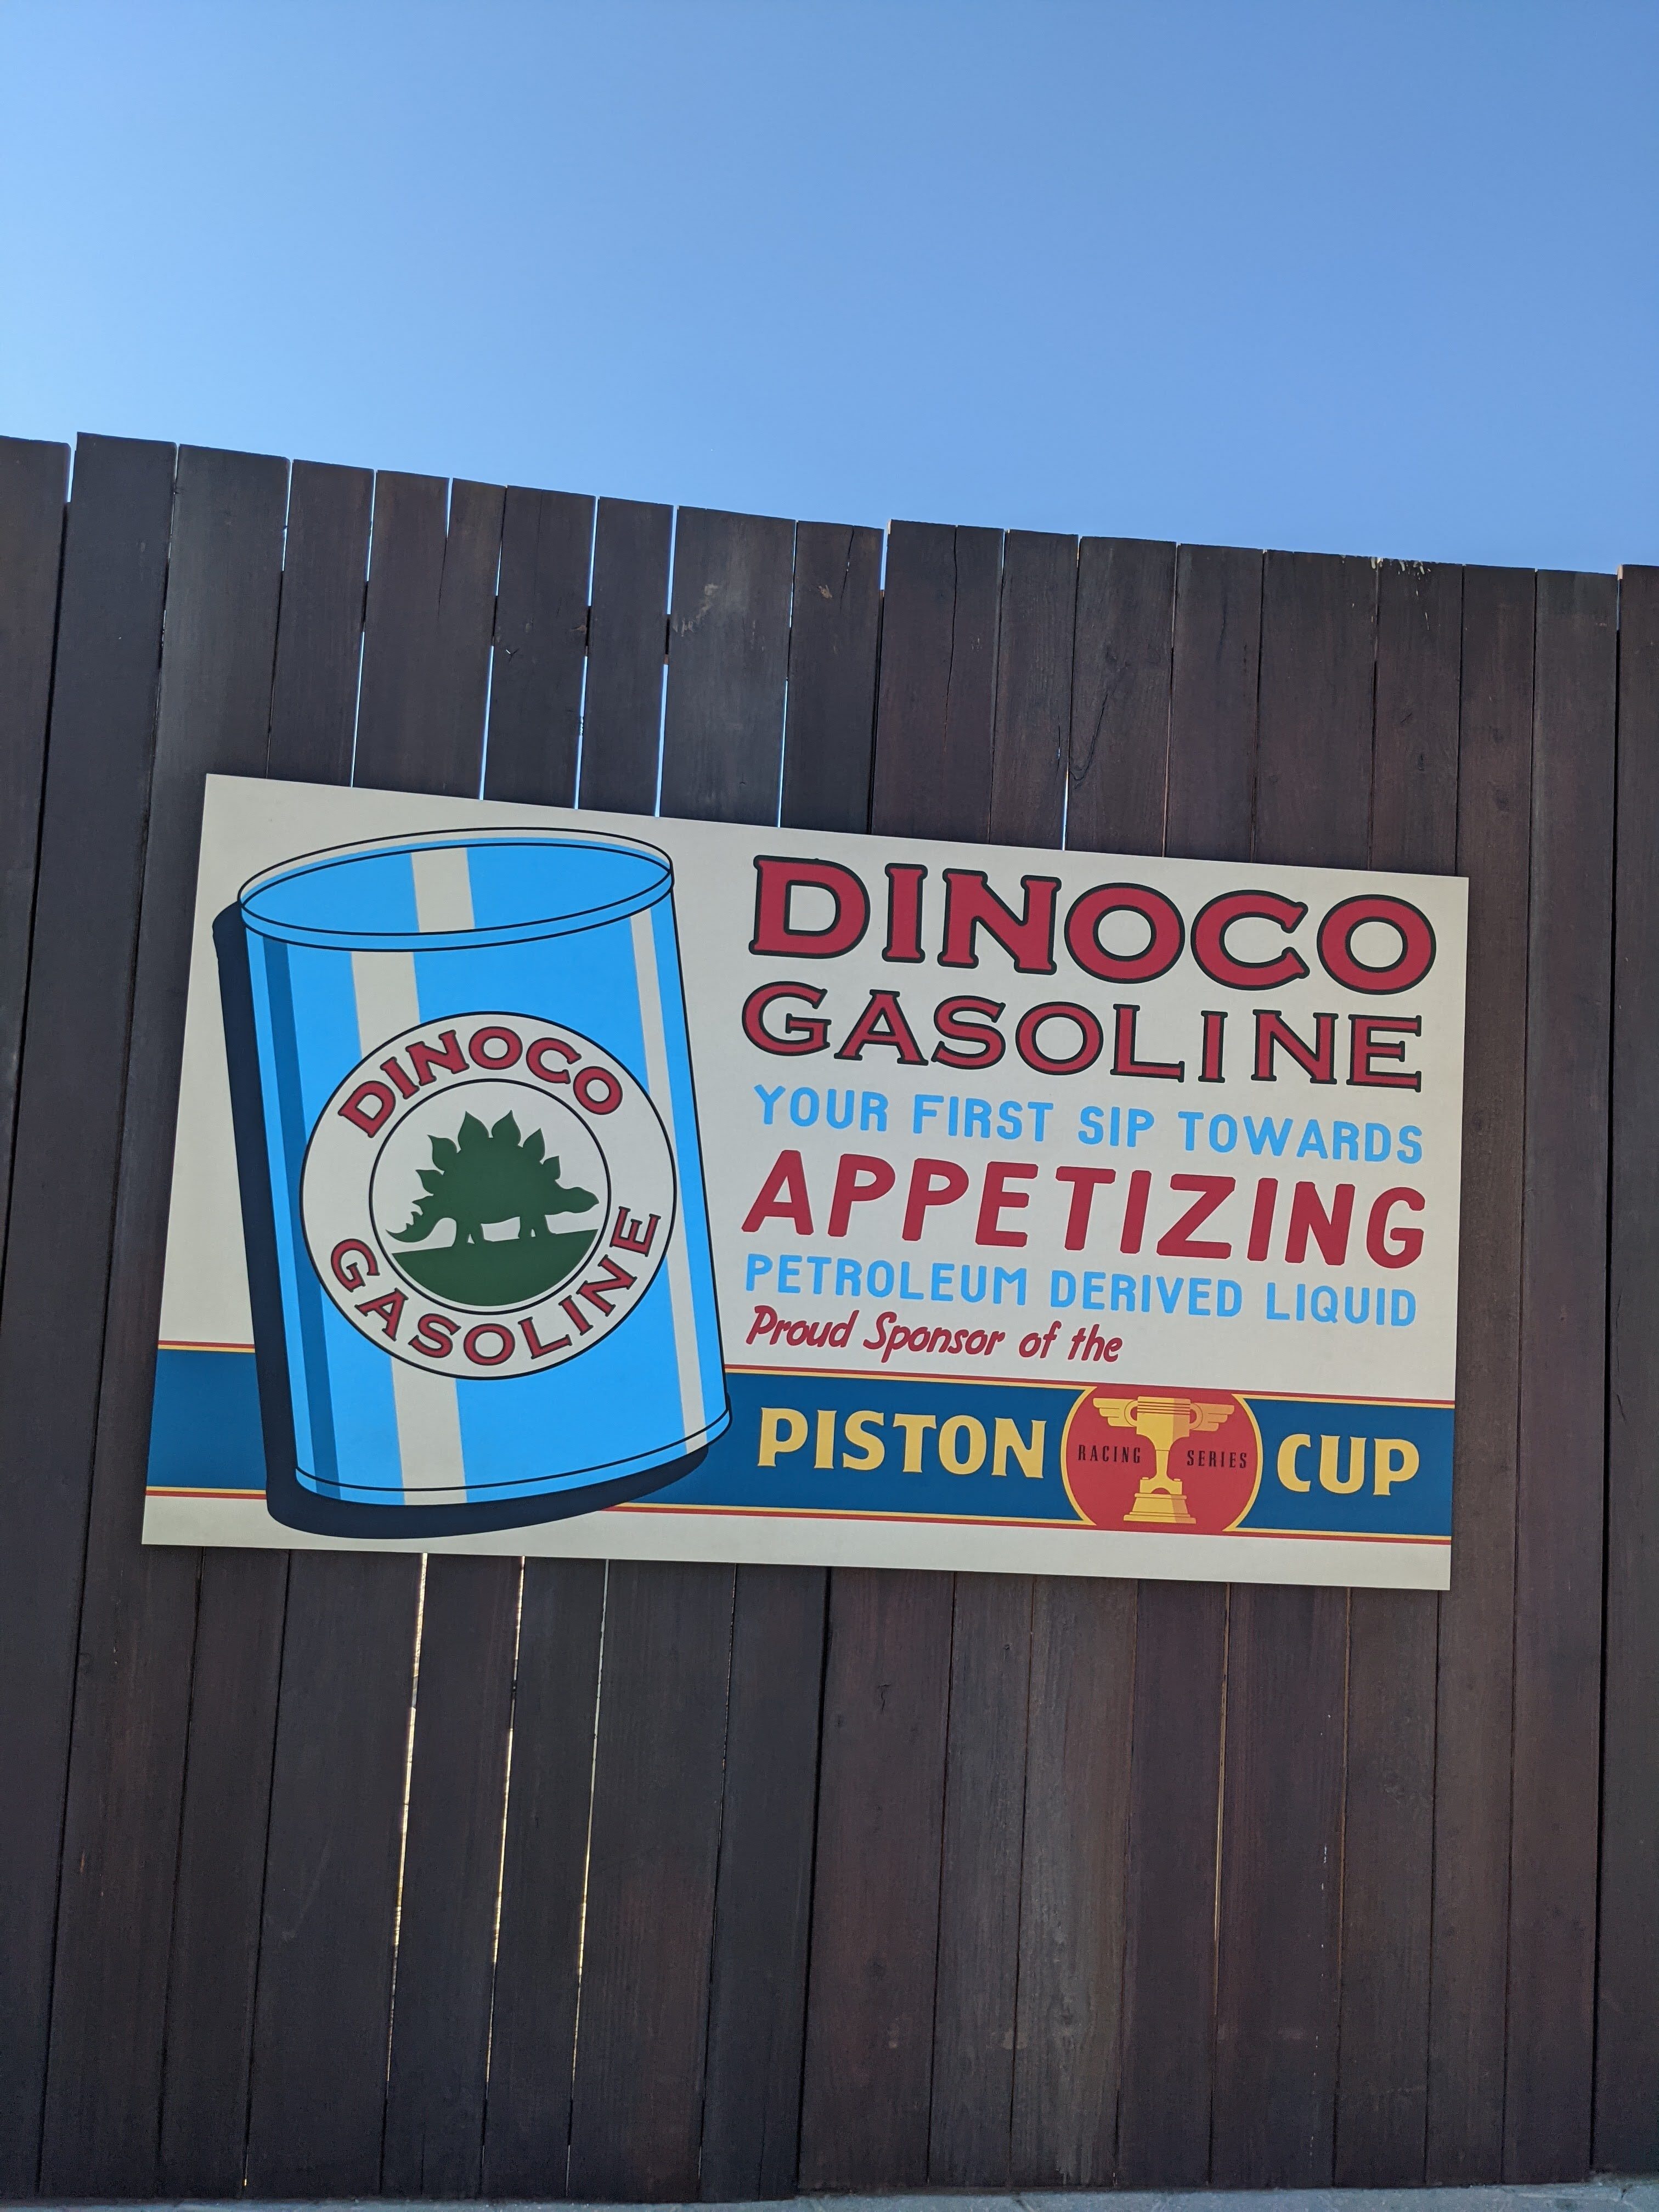 DINOCO
GASOLINE
DINOCO
GASOLINE
YOUR FIRST SIP TOWARDS
APPETIZING
PETROLEUM DERIVED LIQUID
Proud Sponsor of the
PISTON RACING SERIES CUP